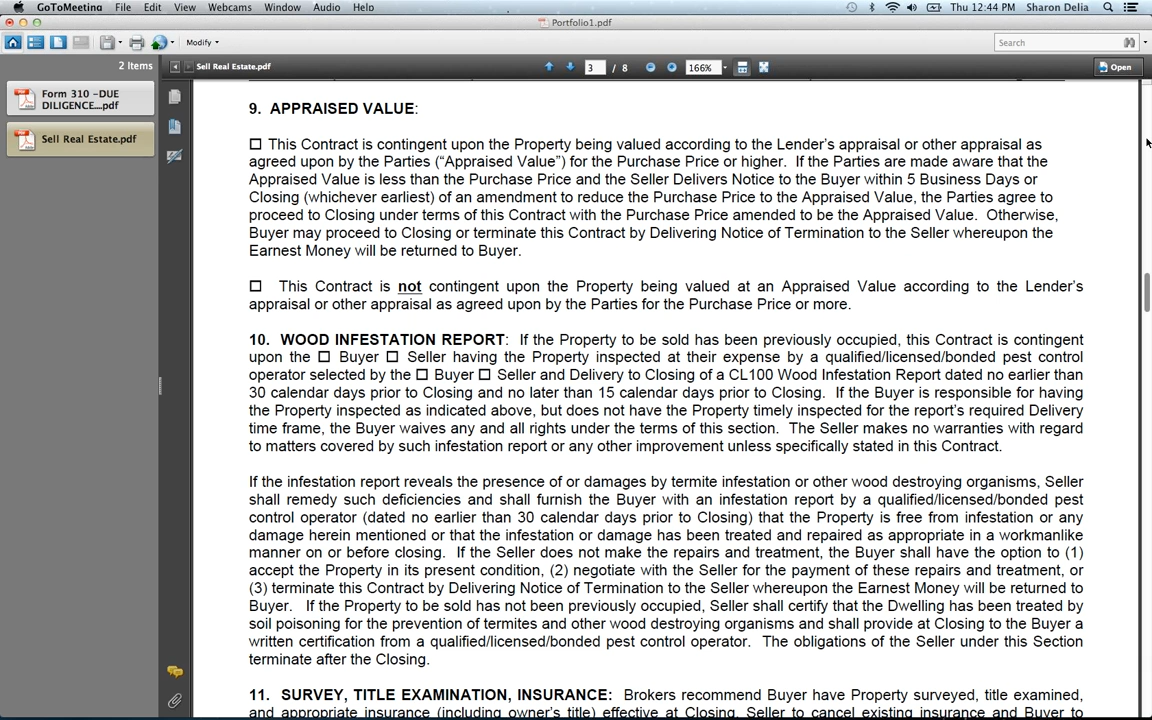 GoToMeeting File Edit View Webcams Window Audio Help Thu 12:44 PM Sharon Delia
Portfolio1.pdf
Modify Search
2 Items Sell Real Estate.pdf 3 / 8 166% Open
Form 310 -DUE
DILIGENCE....pdf
Sell Real Estate.pdf
9. APPRAISED VALUE:
☐ This Contract is contingent upon the Property being valued according to the Lender's appraisal or other appraisal as
agreed upon by the Parties (“Appraised Value”) for the Purchase Price or higher. If the Parties are made aware that the
Appraised Value is less than the Purchase Price and the Seller Delivers Notice to the Buyer within 5 Business Days or
Closing (whichever earliest) of an amendment to reduce the Purchase Price to the Appraised Value, the Parties agree to
proceed to Closing under terms of this Contract with the Purchase Price amended to be the Appraised Value. Otherwise,
Buyer may proceed to Closing or terminate this Contract by Delivering Notice of Termination to the Seller whereupon the
Earnest Money will be returned to Buyer.
☐ This Contract is not contingent upon the Property being valued at an Appraised Value according to the Lender's
appraisal or other appraisal as agreed upon by the Parties for the Purchase Price or more.
10. WOOD INFESTATION REPORT: If the Property to be sold has been previously occupied, this Contract is contingent
upon the ☐ Buyer ☐ Seller having the Property inspected at their expense by a qualified/licensed/bonded pest control
operator selected by the ☐ Buyer ☐ Seller and Delivery to Closing of a CL100 Wood Infestation Report dated no earlier than
30 calendar days prior to Closing and no later than 15 calendar days prior to Closing. If the Buyer is responsible for having
the Property inspected as indicated above, but does not have the Property timely inspected for the report's required Delivery
time frame, the Buyer waives any and all rights under the terms of this section. The Seller makes no warranties with regard
to matters covered by such infestation report or any other improvement unless specifically stated in this Contract.
If the infestation report reveals the presence of or damages by termite infestation or other wood destroying organisms, Seller
shall remedy such deficiencies and shall furnish the Buyer with an infestation report by a qualified/licensed/bonded pest
control operator (dated no earlier than 30 calendar days prior to Closing) that the Property is free from infestation or any
damage herein mentioned or that the infestation or damage has been treated and repaired as appropriate in a workmanlike
manner on or before closing. If the Seller does not make the repairs and treatment, the Buyer shall have the option to (1)
accept the Property in its present condition, (2) negotiate with the Seller for the payment of these repairs and treatment, or
(3) terminate this Contract by Delivering Notice of Termination to the Seller whereupon the Earnest Money will be returned to
Buyer. If the Property to be sold has not been previously occupied, Seller shall certify that the Dwelling has been treated by
soil poisoning for the prevention of termites and other wood destroying organisms and shall provide at Closing to the Buyer a
written certification from a qualified/licensed/bonded pest control operator. The obligations of the Seller under this Section
terminate after the Closing.
11. SURVEY, TITLE EXAMINATION, INSURANCE: Brokers recommend Buyer have Property surveyed, title examined,
and appropriate insurance (including owner's title) effective at Closing. Seller to cancel existing insurance and Buyer to